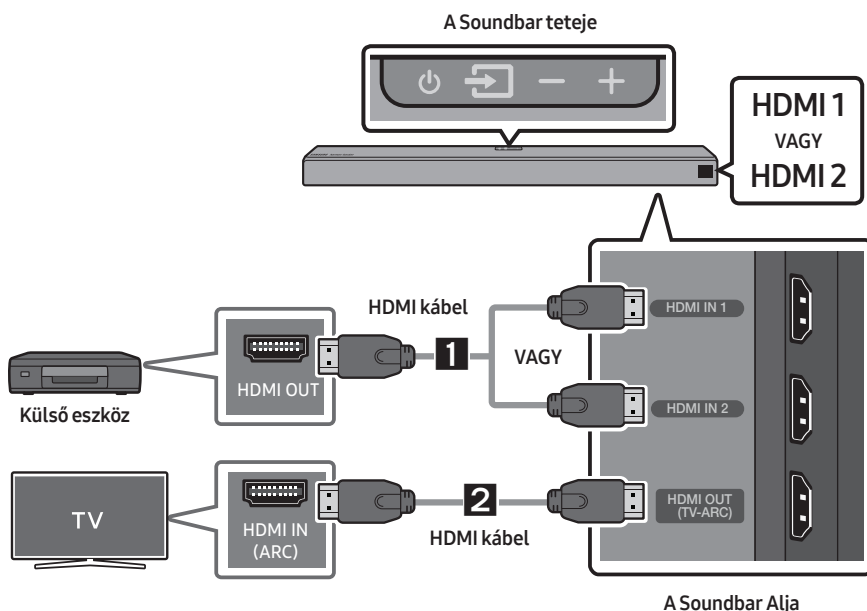 A Soundbar teteje
HDMI 1
VAGY
HDMI 2
HDMI kábel
HDMI IN 1
1
VAGY
HDMI OUT
HDMI IN 2
Külső eszköz
TV
HDMI IN
(ARC)
2
HDMI kábel
HDMI OUT
(TV-ARC)
A Soundbar Alja